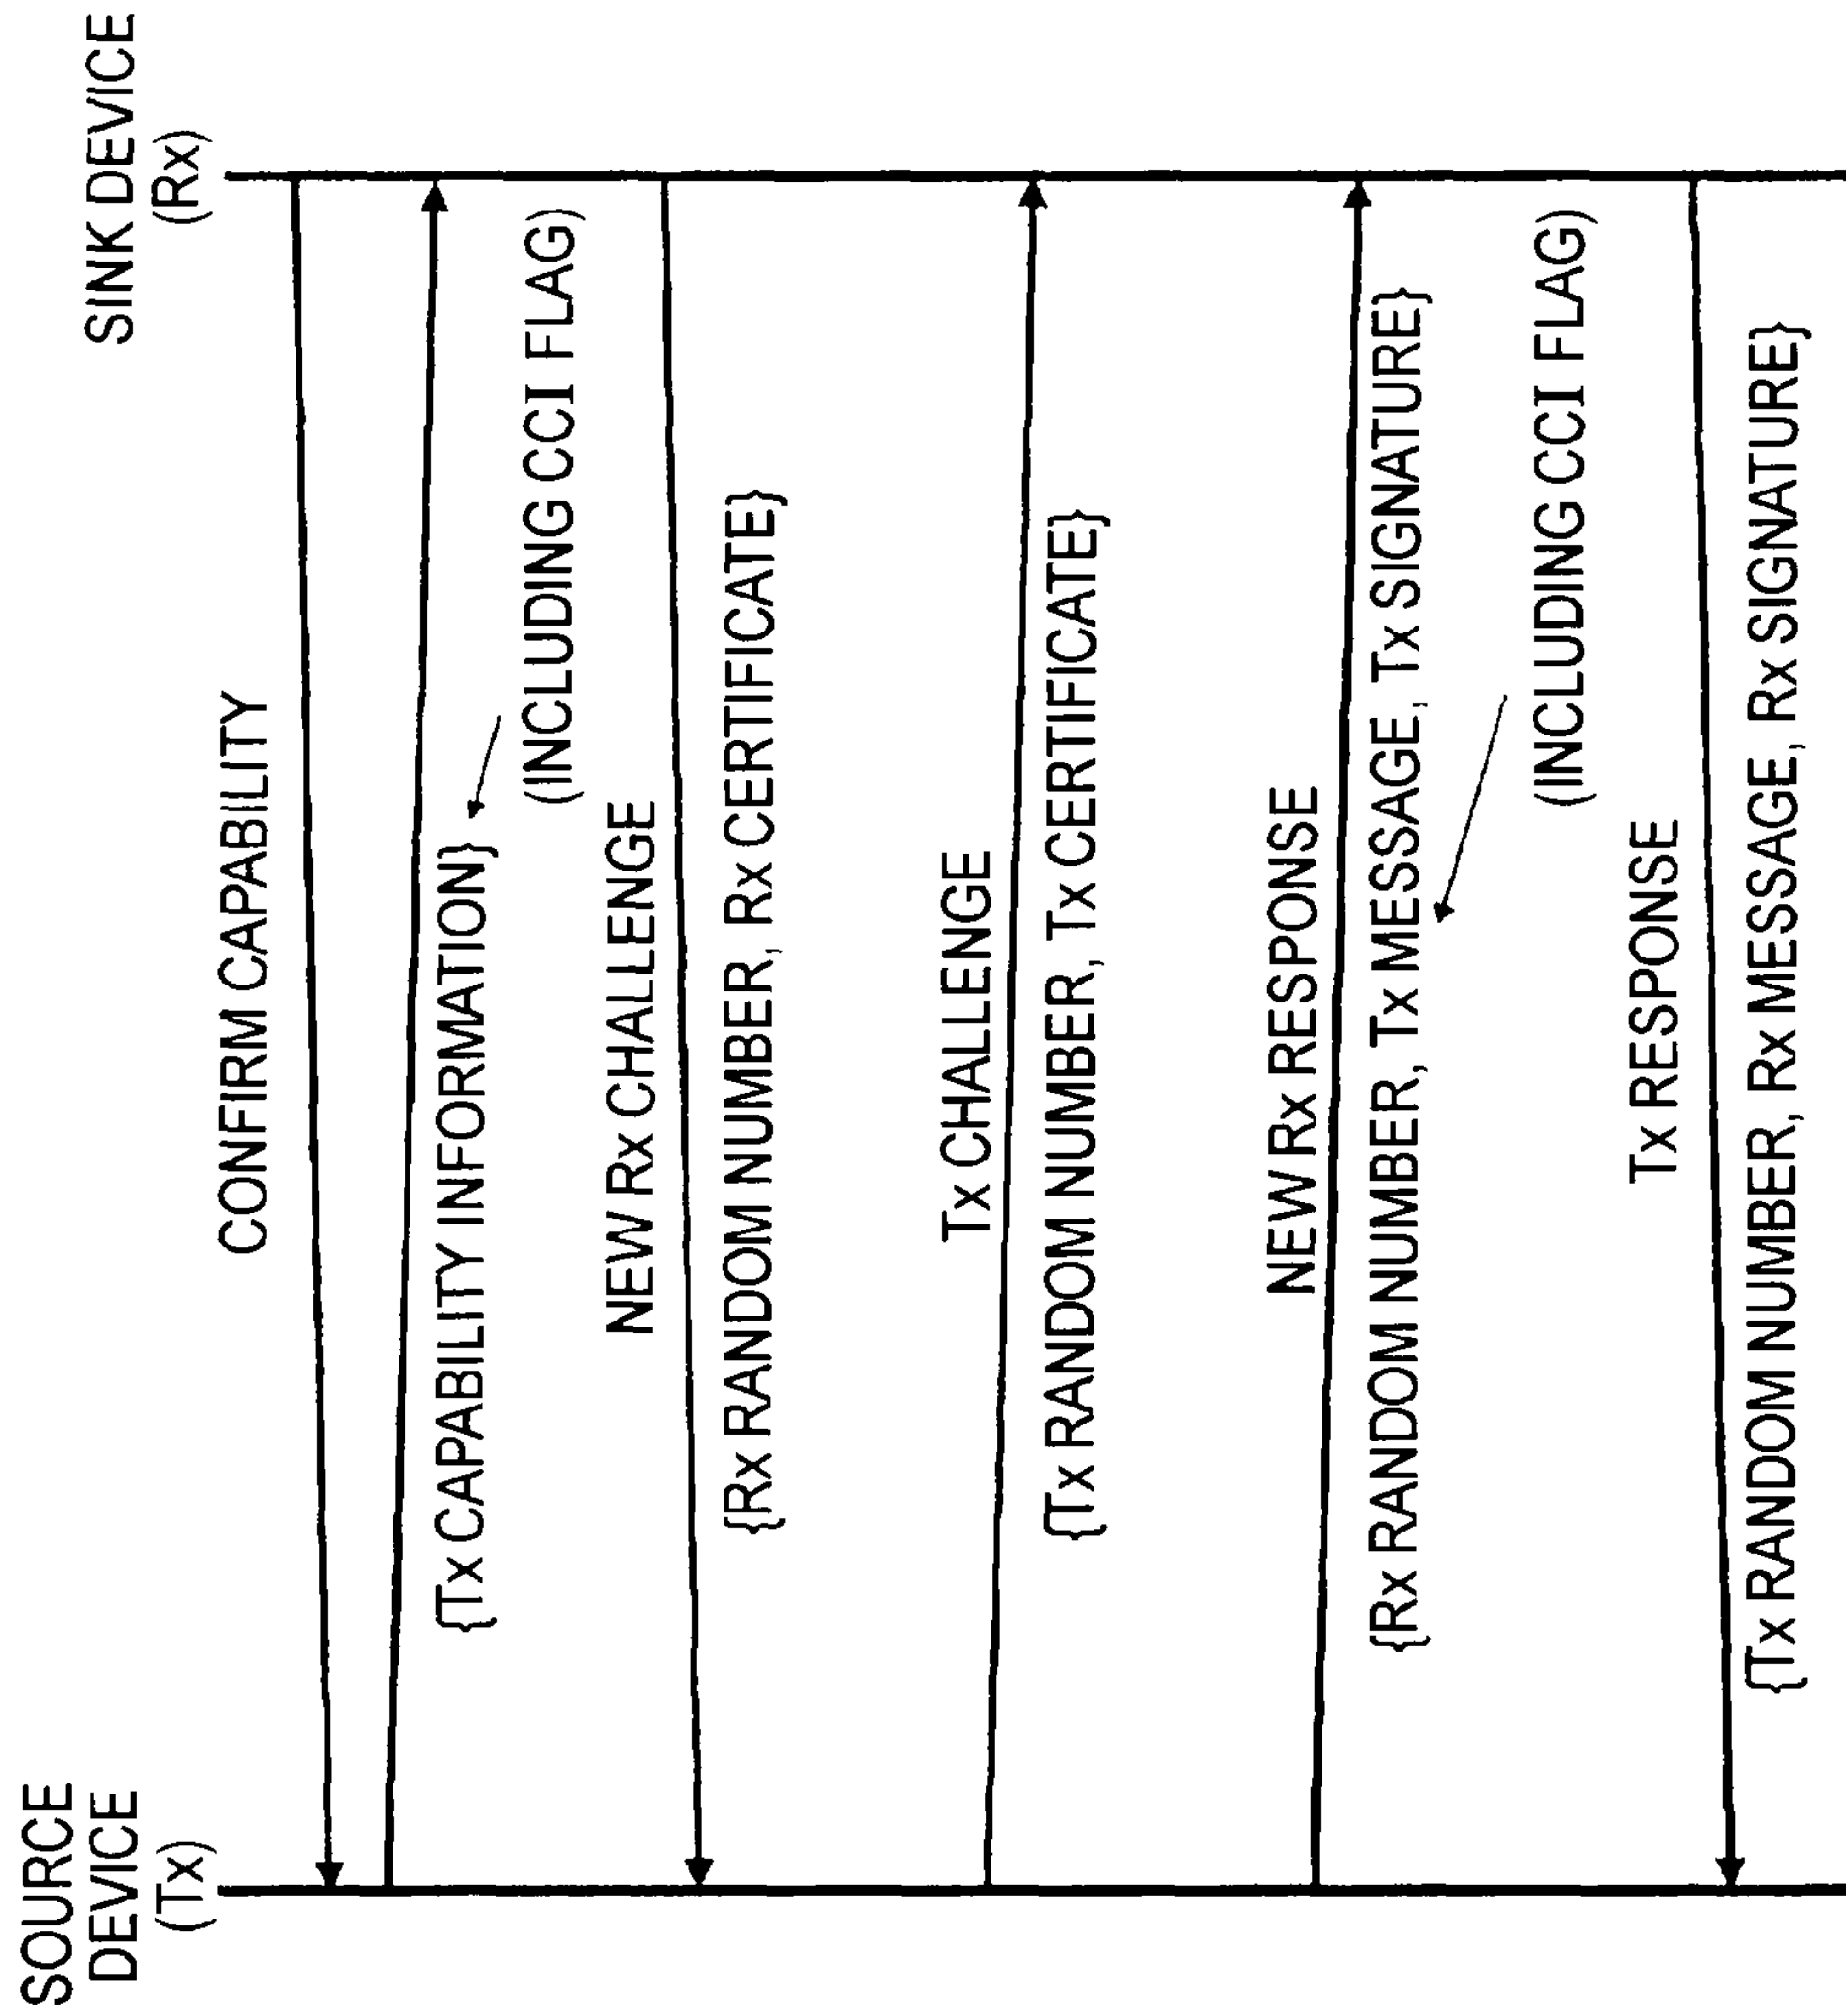 SOURCE
DEVICE
(Tx)
SINK DEVICE
(Rx)
CONFIRM CAPABILITY
{Tx CAPABILITY INFORMATION}
(INCLUDING CCI FLAG)
NEW Rx CHALLENGE
{Rx RANDOM NUMBER, Rx CERTIFICATE}
Tx CHALLENGE
{Tx RANDOM NUMBER, Tx CERTIFICATE}
NEW Rx RESPONSE
{Rx RANDOM NUMBER, Tx MESSAGE, Tx SIGNATURE}
(INCLUDING CCI FLAG)
Tx RESPONSE
{Tx RANDOM NUMBER, Rx MESSAGE, Rx SIGNATURE}